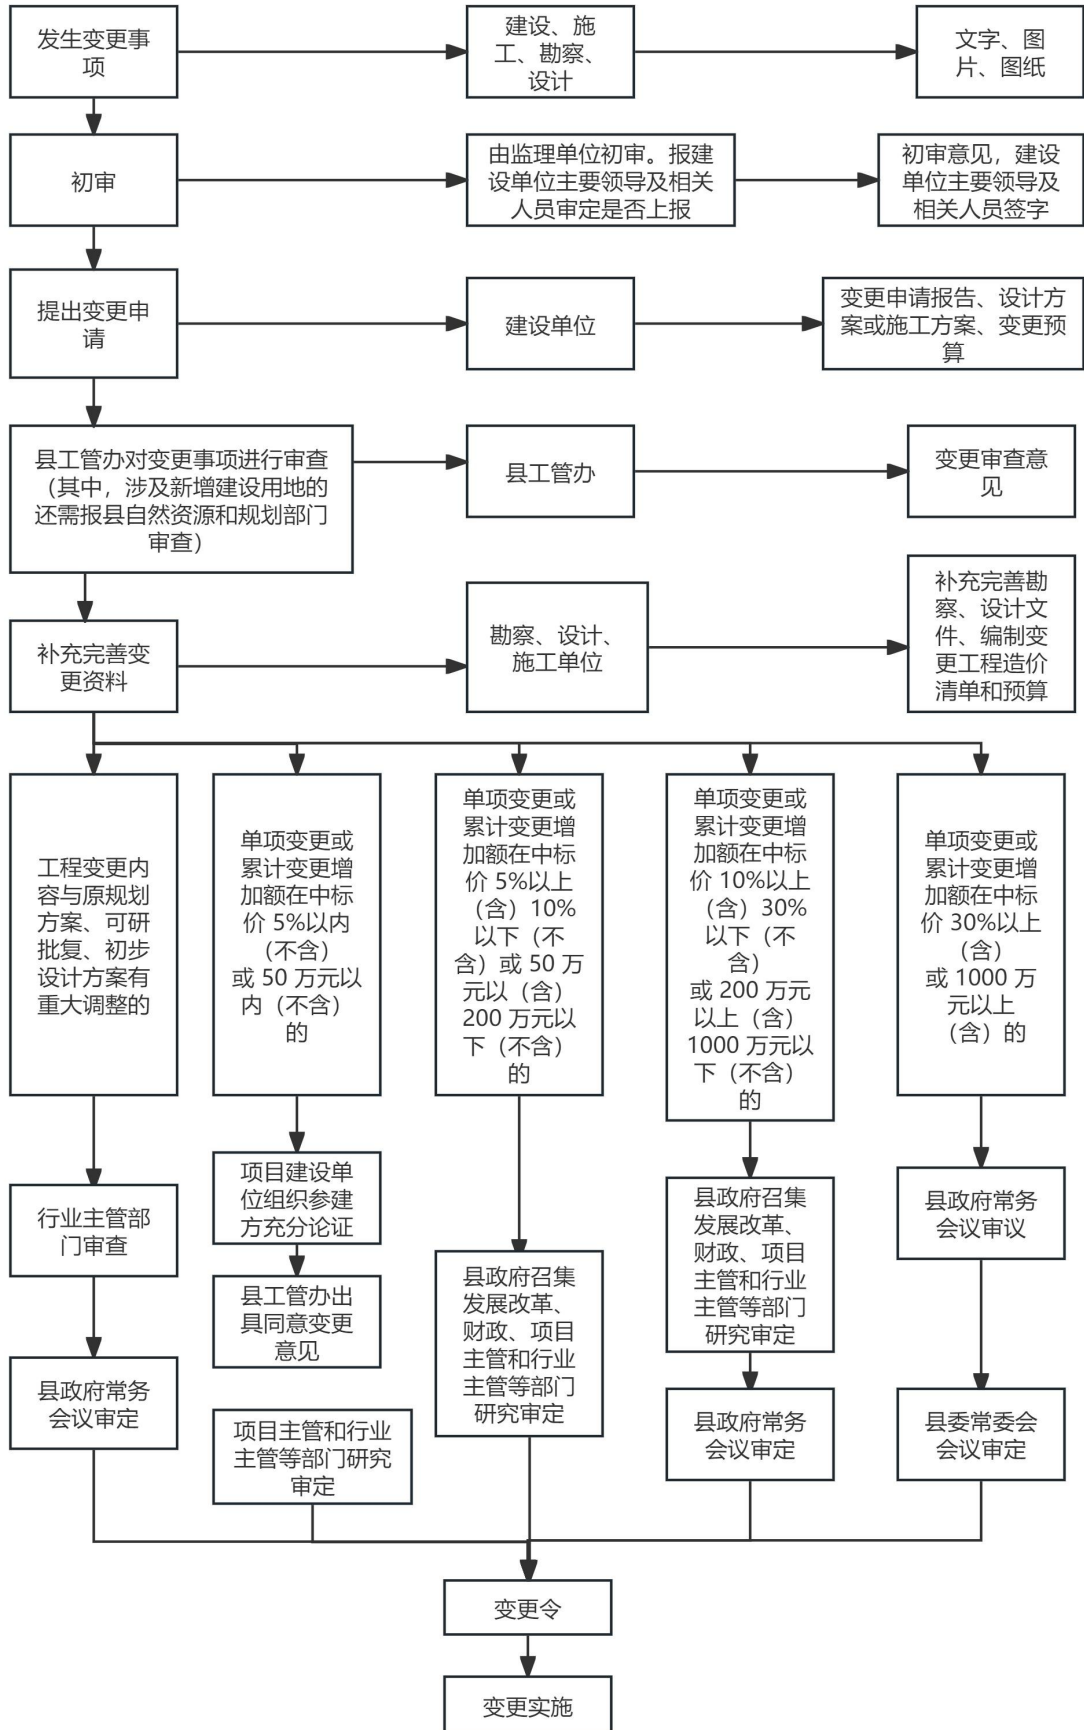 发生变更事
项
建设、施
工、勘察、
设计
文字、图
片、图纸
初审
由监理单位初审。报建
设单位主要领导及相关
人员审定是否上报
初审意见，建设
单位主要领导及
相关人员签字
提出变更申
请
建设单位
变更申请报告、设计方
案或施工方案、变更预
算
县工管办对变更事项进行审查
（其中，涉及新增建设用地的
还需报县自然资源和规划部门
审查）
县工管办
变更审查意
见
补充完善变
更资料
勘察、设计、
施工单位
补充完善勘
察、设计文
件、编制变
更工程造价
清单和预算
工程变更内
容与原规划
方案、可研
批复、初步
设计方案有
重大调整的
单项变更或
累计变更增
加额在中标
价 5%以内
（不含）
或 50 万元以
内（不含）
的
单项变更或
累计变更增
加额在中标
价 5%以上
（含）10%
以下（不
含）或 50 万
元以（含）
200 万元以
下（不含）
的
单项变更或
累计变更增
加额在中标
价 10%以上
（含）30%
以下（不
含）
或 200 万元
以上（含）
1000 万元以
下（不含）
的
单项变更或
累计变更增
加额在中标
价 30%以上
（含）
或 1000 万
元以上
（含）的
行业主管部
门审查
县政府常务
会议审定
项目建设单
位组织参建
方充分论证
县工管办出
具同意变更
意见
项目主管和行业
主管等部门研究
审定
县政府召集
发展改革、
财政、项目
主管和行业
主管等部门
研究审定
县政府召集
发展改革、
财政、项目
主管和行业
主管等部门
研究审定
县政府常务
会议审定
县政府常务
会议审议
县委常委会
会议审定
变更令
变更实施